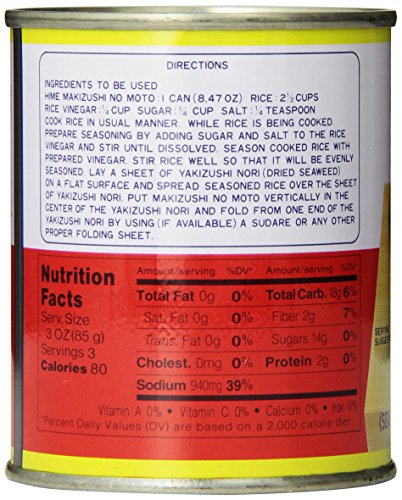 DIRECTIONS
INGREDIENTS TO BE USED
HIME MAKIZUSHI NO MOTO: 1 CAN (8.47 OZ) RICE: 2½ CUPS
RICE VINEGAR: ¼ CUP SUGAR: ¼ CUP SALT: ¼ TEASPOON
COOK RICE IN USUAL MANNER. WHILE RICE IS BEING COOKED.
PREPARE SEASONING BY ADDING SUGAR AND SALT TO THE RICE
VINEGAR AND STIR UNTIL DISSOLVED. SEASON COOKED RICE WITH
PREPARED VINEGAR. STIR RICE WELL SO THAT IT WILL BE EVENLY
SEASONED. LAY A SHEET OF YAKIZUSHI NORI (DRIED SEAWEED)
ON A FLAT SURFACE AND SPREAD SEASONED RICE OVER THE SHEET
OF YAKIZUSHI NORI. PUT MAKIZUSHI NO MOTO VERTICALLY IN THE
CENTER OF THE YAKIZUSHI NORI AND FOLD FROM ONE END OF THE
YAKIZUSHI NORI BY USING (IF AVAILABLE) A SUDARE OR ANY OTHER
PROPER FOLDING SHEET.
Nutrition
Facts
Serv. Size
3 OZ (85 g)
Servings 3
Calories 80
Amount/serving %DV*
Total Fat 0g 0%
Sat. Fat 0g 0%
Trans. Fat 0g 0%
Cholest. 0mg 0%
Sodium 940mg 39%
Amount/serving %DV*
Total Carb. 18g 6%
Fiber 2g 7%
Sugars 14g 0%
Protein 2g 0%
Vitamin A 0% • Vitamin C 0% • Calcium 0% • Iron 0%
*Percent Daily Values (DV) are based on a 2,000 calorie diet.